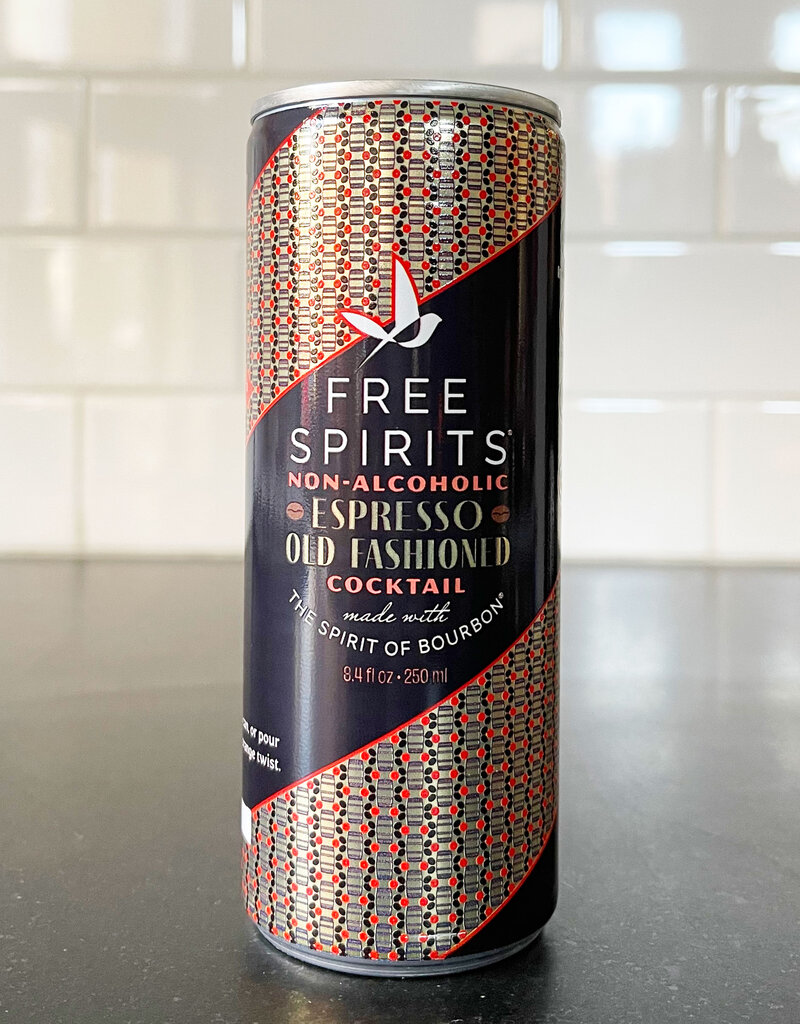 FREE
SPIRITS®
NON-ALCOHOLIC
ESPRESSO
OLD FASHIONED
COCKTAIL
made with
THE SPIRIT OF BOURBON®
8.4 fl oz • 250 ml
or pour
twist.